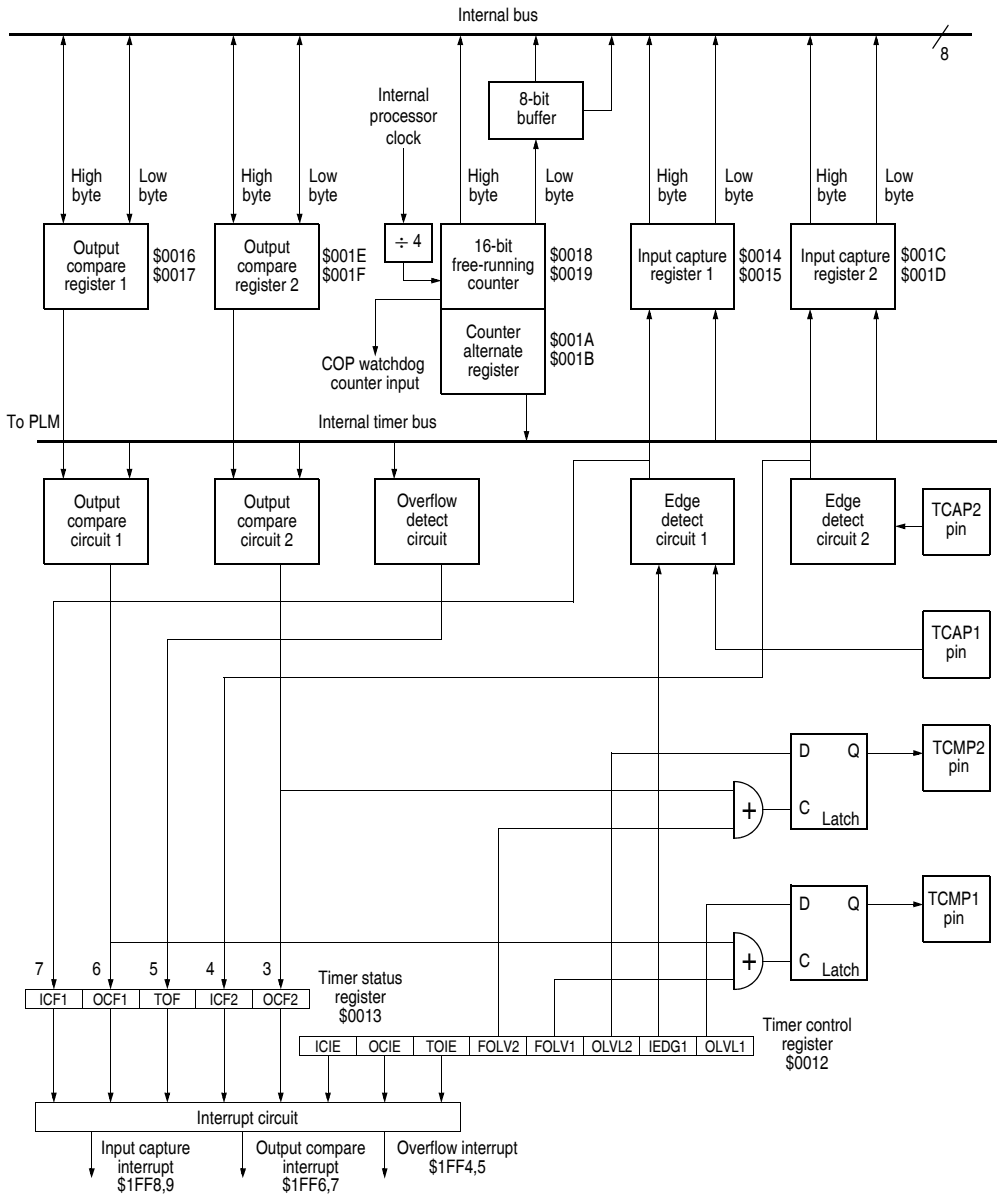 Internal bus
8
Internal
processor
clock
8-bit
buffer
High
byte
Low
byte
High
byte
Low
byte
High
byte
Low
byte
High
byte
Low
byte
High
byte
Low
byte
Output
compare
register 1
$0016
$0017
Output
compare
register 2
$001E
$001F
÷ 4
16-bit
free-running
counter
$0018
$0019
Input capture
register 1
$0014
$0015
Input capture
register 2
$001C
$001D
COP watchdog
counter input
Counter
alternate
register
$001A
$001B
To PLM
Internal timer bus
Output
compare
circuit 1
Output
compare
circuit 2
Overflow
detect
circuit
Edge
detect
circuit 1
Edge
detect
circuit 2
TCAP2
pin
TCAP1
pin
D Q
C
Latch
+
TCMP2
pin
D Q
C
Latch
+
TCMP1
pin
7 6 5 4 3
ICF1 OCF1 TOF ICF2 OCF2
Timer status
register
$0013
ICIE OCIE TOIE FOLV2 FOLV1 OLVL2 IEDG1 OLVL1
Timer control
register
$0012
Interrupt circuit
Input capture
interrupt
$1FF8,9
Output compare
interrupt
$1FF6,7
Overflow interrupt
$1FF4,5